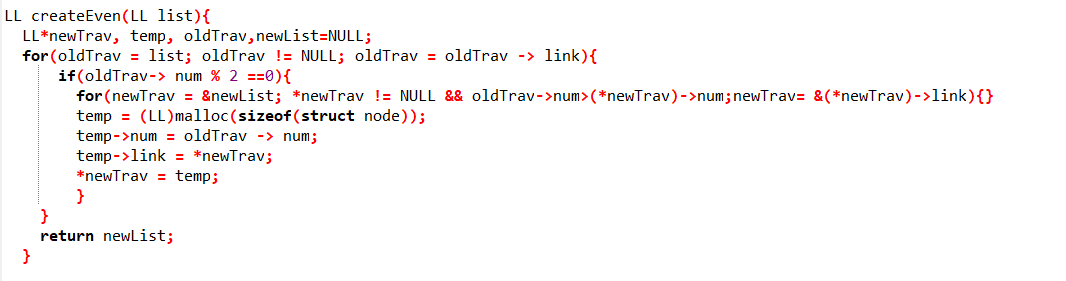 LL createEven(LL list){
LL*newTrav, temp, oldTrav,newList=NULL;
for(oldTrav = list; oldTrav != NULL; oldTrav = oldTrav -> link){
if(oldTrav-> num % 2 ==0){
for(newTrav = &newList; *newTrav != NULL && oldTrav->num>(*newTrav)->num;newTrav= &(*newTrav)->link){}
temp = (LL)malloc(sizeof(struct node));
temp->num = oldTrav -> num;
temp->link = *newTrav;
*newTrav = temp;
}
}
return newList;
}